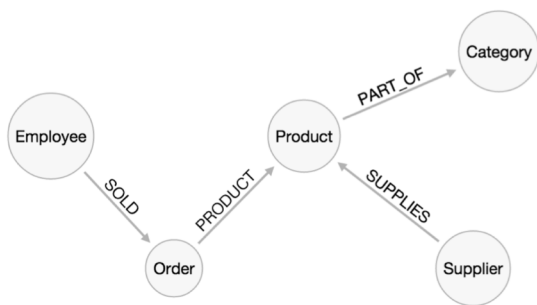 Category
PART_OF
Employee
Product
SOLD
PRODUCT
SUPPLIES
Order
Supplier